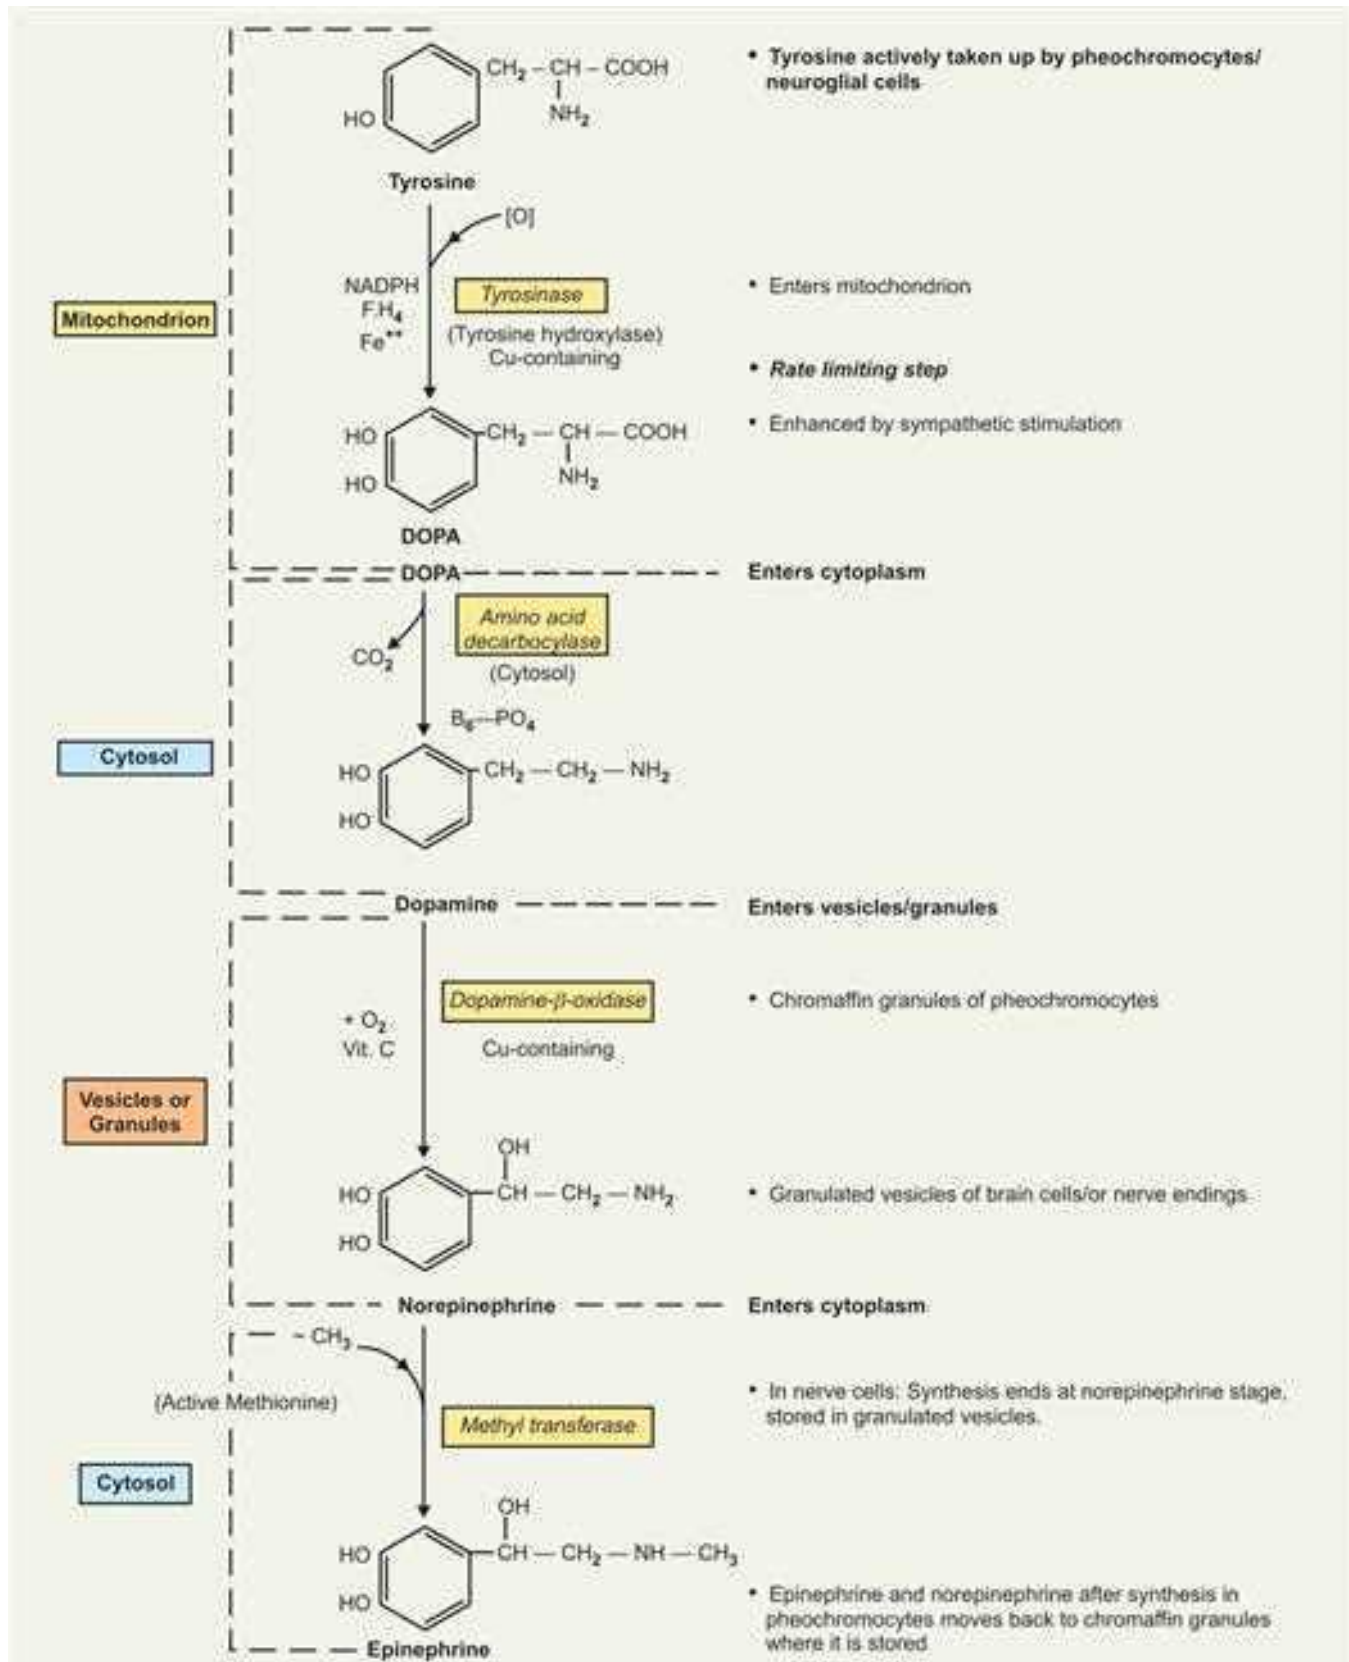 CH₂ – CH – COOH
NH₂
HO
Tyrosine
• Tyrosine actively taken up by pheochromocytes/
neuroglial cells
[O]
NADPH
F.H₄
Fe⁺⁺
Tyrosinase
(Tyrosine hydroxylase)
Cu-containing
• Enters mitochondrion
Mitochondrion
• Rate limiting step
• Enhanced by sympathetic stimulation
HO
CH₂ — CH — COOH
HO
NH₂
DOPA
DOPA
Enters cytoplasm
Amino acid
decarbocylase
(Cytosol)
CO₂
B₆—PO₄
Cytosol
HO
CH₂ — CH₂ — NH₂
HO
Dopamine
Enters vesicles/granules
Dopamine-β-oxidase
• Chromaffin granules of pheochromocytes
+ O₂
Vit. C
Cu-containing
Vesicles or
Granules
OH
HO
CH — CH₂ — NH₂
HO
• Granulated vesicles of brain cells/or nerve endings
Norepinephrine
Enters cytoplasm
~ CH₃
(Active Methionine)
Methyl transferase
• In nerve cells: Synthesis ends at norepinephrine stage,
stored in granulated vesicles.
Cytosol
OH
HO
CH — CH₂ — NH — CH₃
HO
Epinephrine
• Epinephrine and norepinephrine after synthesis in
pheochromocytes moves back to chromaffin granules
where it is stored